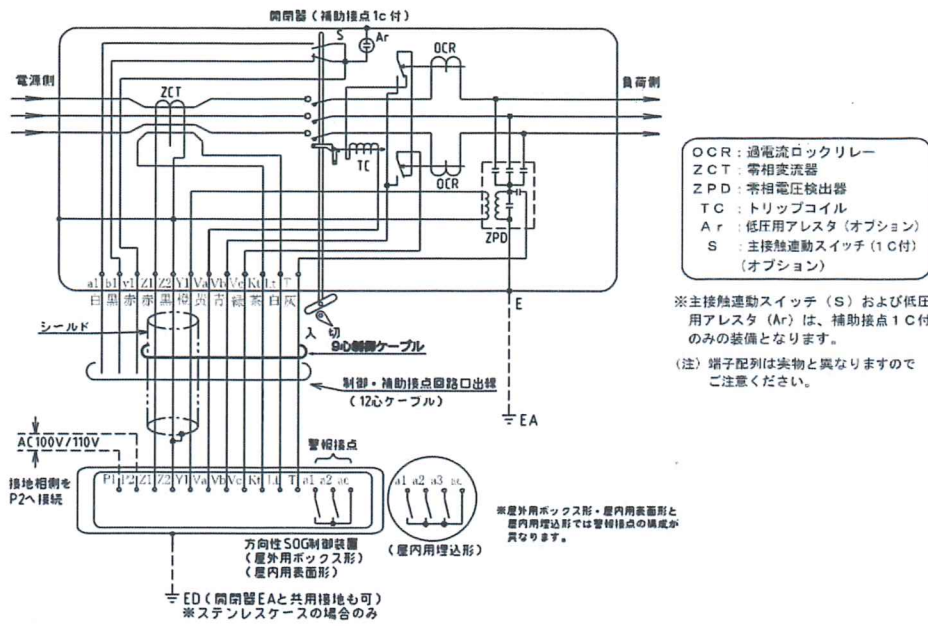 開閉器(補助接点1c付)
S
Ar
OCR
電源側
負荷側
ZCT
TC
OCR
ZPD
OCR:過電流ロックリレー
ZCT:零相変流器
ZPD:零相電圧検出器
TC:トリップコイル
Ar:低圧用アレスタ(オプション)
S:主接触連動スイッチ(1C付)
(オプション)
a1 b1 v1 Z1 Z2 Y1 Va Vb Vc Kt Lt T
白 黒 赤 赤 黒 橙 黄 青 緑 茶 白 灰
E
※主接触連動スイッチ(S)および低圧
用アレスタ(Ar)は、補助接点1C付
のみの装備となります。
(注)端子配列は実物と異なりますので
ご注意ください。
シールド
入 切
9心制御ケーブル
制御・補助接点回路口出線
(12心ケーブル)
EA
AC100V/110V
警報接点
接地相側を
P2へ接続
P1 P2 Z1 Z2 Y1 Va Vb Vc Kt Lt T a1 a2 ac
a1 a2 a3
※屋外用ボックス形・屋内用表面形と
屋内用埋込形では警報接点の構成が
異なります。
方向性SOG制御装置
(屋外用ボックス形)
(屋内用表面形)
(屋内用埋込形)
ED(開閉器EAと共用接地も可)
※ステンレスケースの場合のみ